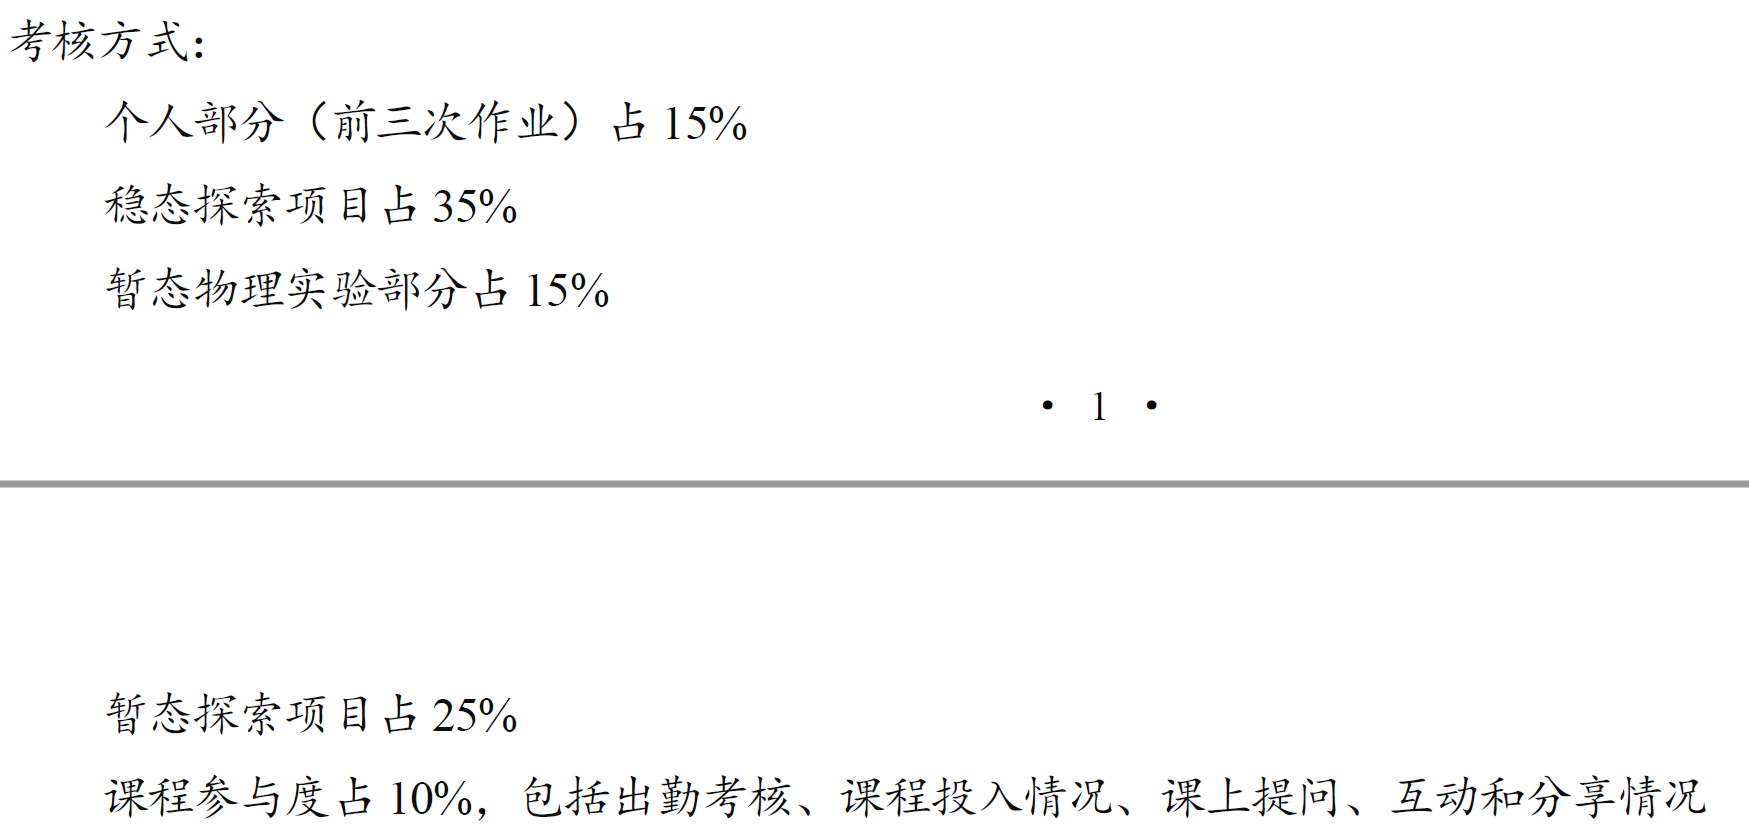 考核方式：
个人部分（前三次作业）占 15%
稳态探索项目占 35%
暂态物理实验部分占 15%
· 1 ·
暂态探索项目占 25%
课程参与度占 10%，包括出勤考核、课程投入情况、课上提问、互动和分享情况